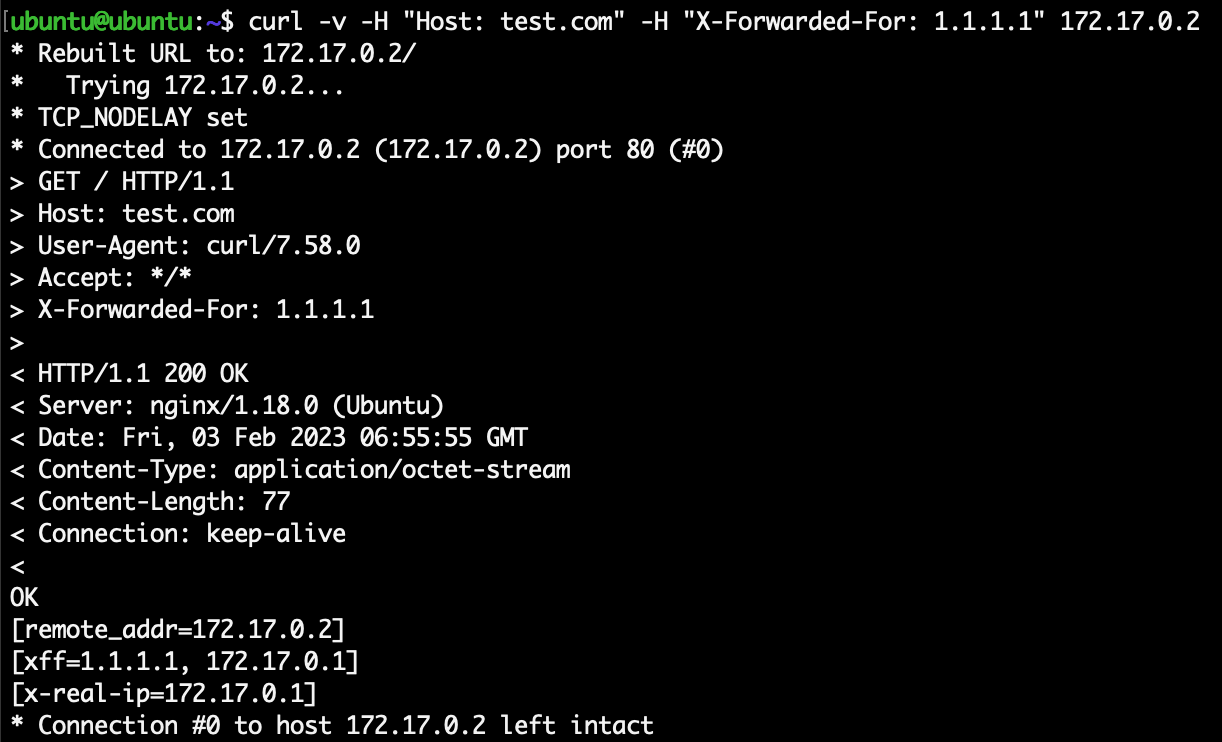 [ubuntu@ubuntu:~$ curl -v -H "Host: test.com" -H "X-Forwarded-For: 1.1.1.1" 172.17.0.2
* Rebuilt URL to: 172.17.0.2/
*   Trying 172.17.0.2...
* TCP_NODELAY set
* Connected to 172.17.0.2 (172.17.0.2) port 80 (#0)
> GET / HTTP/1.1
> Host: test.com
> User-Agent: curl/7.58.0
> Accept: */*
> X-Forwarded-For: 1.1.1.1
>
< HTTP/1.1 200 OK
< Server: nginx/1.18.0 (Ubuntu)
< Date: Fri, 03 Feb 2023 06:55:55 GMT
< Content-Type: application/octet-stream
< Content-Length: 77
< Connection: keep-alive
<
OK
[remote_addr=172.17.0.2]
[xff=1.1.1.1, 172.17.0.1]
[x-real-ip=172.17.0.1]
* Connection #0 to host 172.17.0.2 left intact